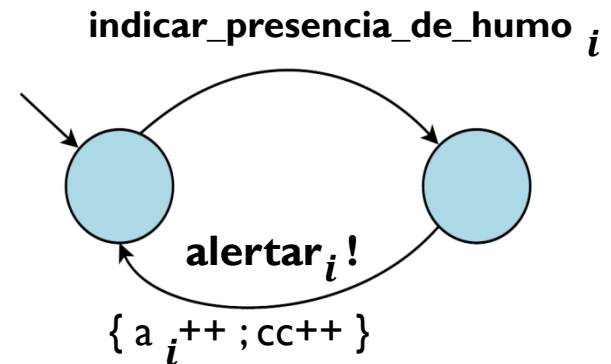 indicar_presencia_de_humo i
alertar i !
{ a i ++ ; cc++ }